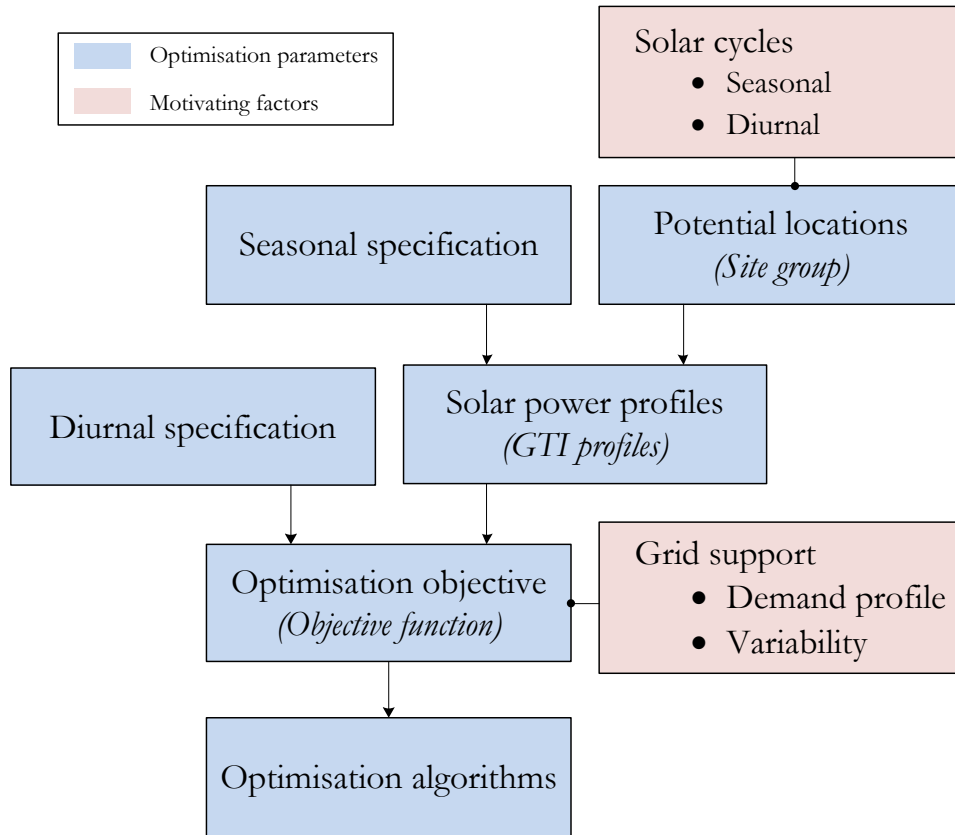 Optimisation parameters
Motivating factors
Solar cycles
• Seasonal
• Diurnal
Seasonal specification
Potential locations
(Site group)
Diurnal specification
Solar power profiles
(GTI profiles)
Optimisation objective
(Objective function)
Grid support
• Demand profile
• Variability
Optimisation algorithms